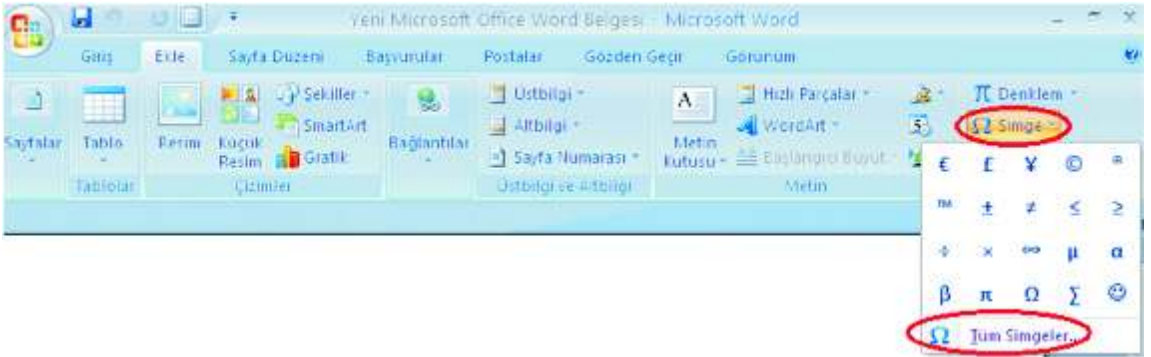 Yeni Microsoft Office Word Belgesi - Microsoft Word
Giriş Ekle Sayfa Düzeni Başvurular Postalar Gözden Geçir Görünüm
Sayfalar
Tablo
Resim
Küçük Resim
Şekiller
SmartArt
Grafik
Bağlantılar
Üstbilgi
Altbilgi
Sayfa Numarası
Metin Kutusu
Hızlı Parçalar
WordArt
Başlangıcı Büyüt
π Denklem
Ω Simge
Tablolar Çizimler Üstbilgi ve Altbilgi Metin
€ £ ¥ © ®
™ ± ≠ ≤ ≥
÷ × ∞ µ α
β π Ω ∑ ☺
Ω Tüm Simgeler...